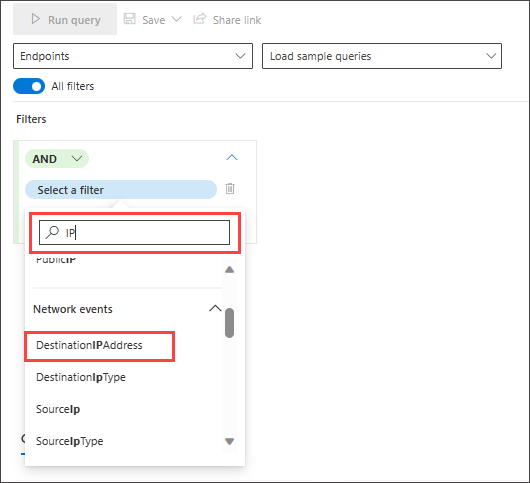 Run query Save Share link
Endpoints Load sample queries
All filters
Filters
AND
Select a filter
IP
PublicIP
Network events
DestinationIPAddress
DestinationIpType
SourceIp
SourceIpType